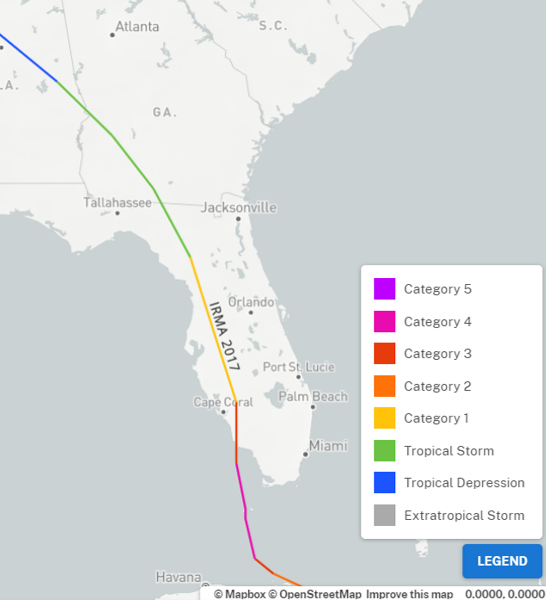 Atlanta
S.C.
LA.
GA.
Tallahassee
Jacksonville
Orlando
IRMA 2017
Port St. Lucie
Cape Coral
Palm Beach
Miami
Havana
Category 5
Category 4
Category 3
Category 2
Category 1
Tropical Storm
Tropical Depression
Extratropical Storm
LEGEND
© Mapbox © OpenStreetMap Improve this map 0.0000, 0.0000